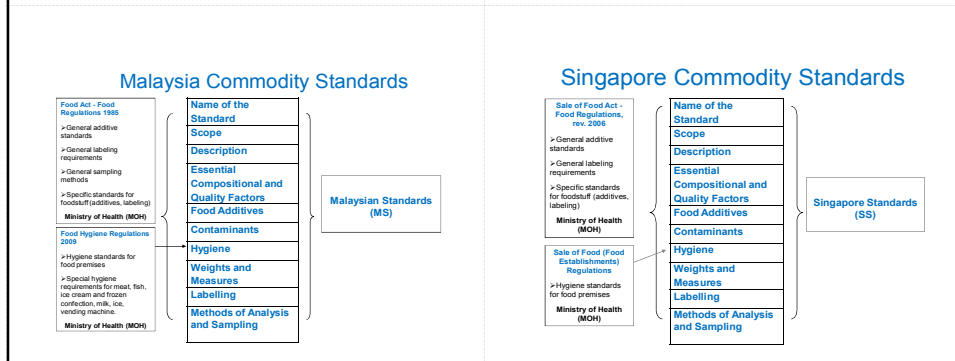 Malaysia Commodity Standards
Food Act - Food
Regulations 1985
➢General additive
standards
➢General labeling
requirements
➢General sampling
methods
➢Specific standards for
foodstuff (additives, labeling)
Ministry of Health (MOH)
Food Hygiene Regulations
2009
➢Hygiene standards for
food premises
➢Special hygiene
requirements for meat, fish,
ice cream and frozen
confection, milk, ice,
vending machine.
Ministry of Health (MOH)
Name of the
Standard
Scope
Description
Essential
Compositional and
Quality Factors
Food Additives
Contaminants
Hygiene
Weights and
Measures
Labelling
Methods of Analysis
and Sampling
Malaysian Standards
(MS)
Singapore Commodity Standards
Sale of Food Act -
Food Regulations,
rev. 2006
➢General additive
standards
➢General labeling
requirements
➢Specific standards
for foodstuff (additives,
labeling)
Ministry of Health
(MOH)
Sale of Food (Food
Establishments)
Regulations
➢Hygiene standards
for food premises
Ministry of Health
(MOH)
Name of the
Standard
Scope
Description
Essential
Compositional and
Quality Factors
Food Additives
Contaminants
Hygiene
Weights and
Measures
Labelling
Methods of Analysis
and Sampling
Singapore Standards
(SS)